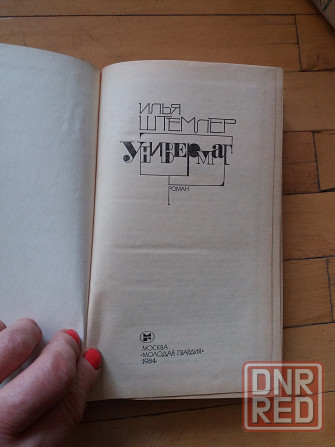 ИЛЬЯ
ШТЕМЛЕР
УНИВЕРМАГ
РОМАН
МОСКВА
«МОЛОДАЯ ГВАРДИЯ»
1984
DNR
RED